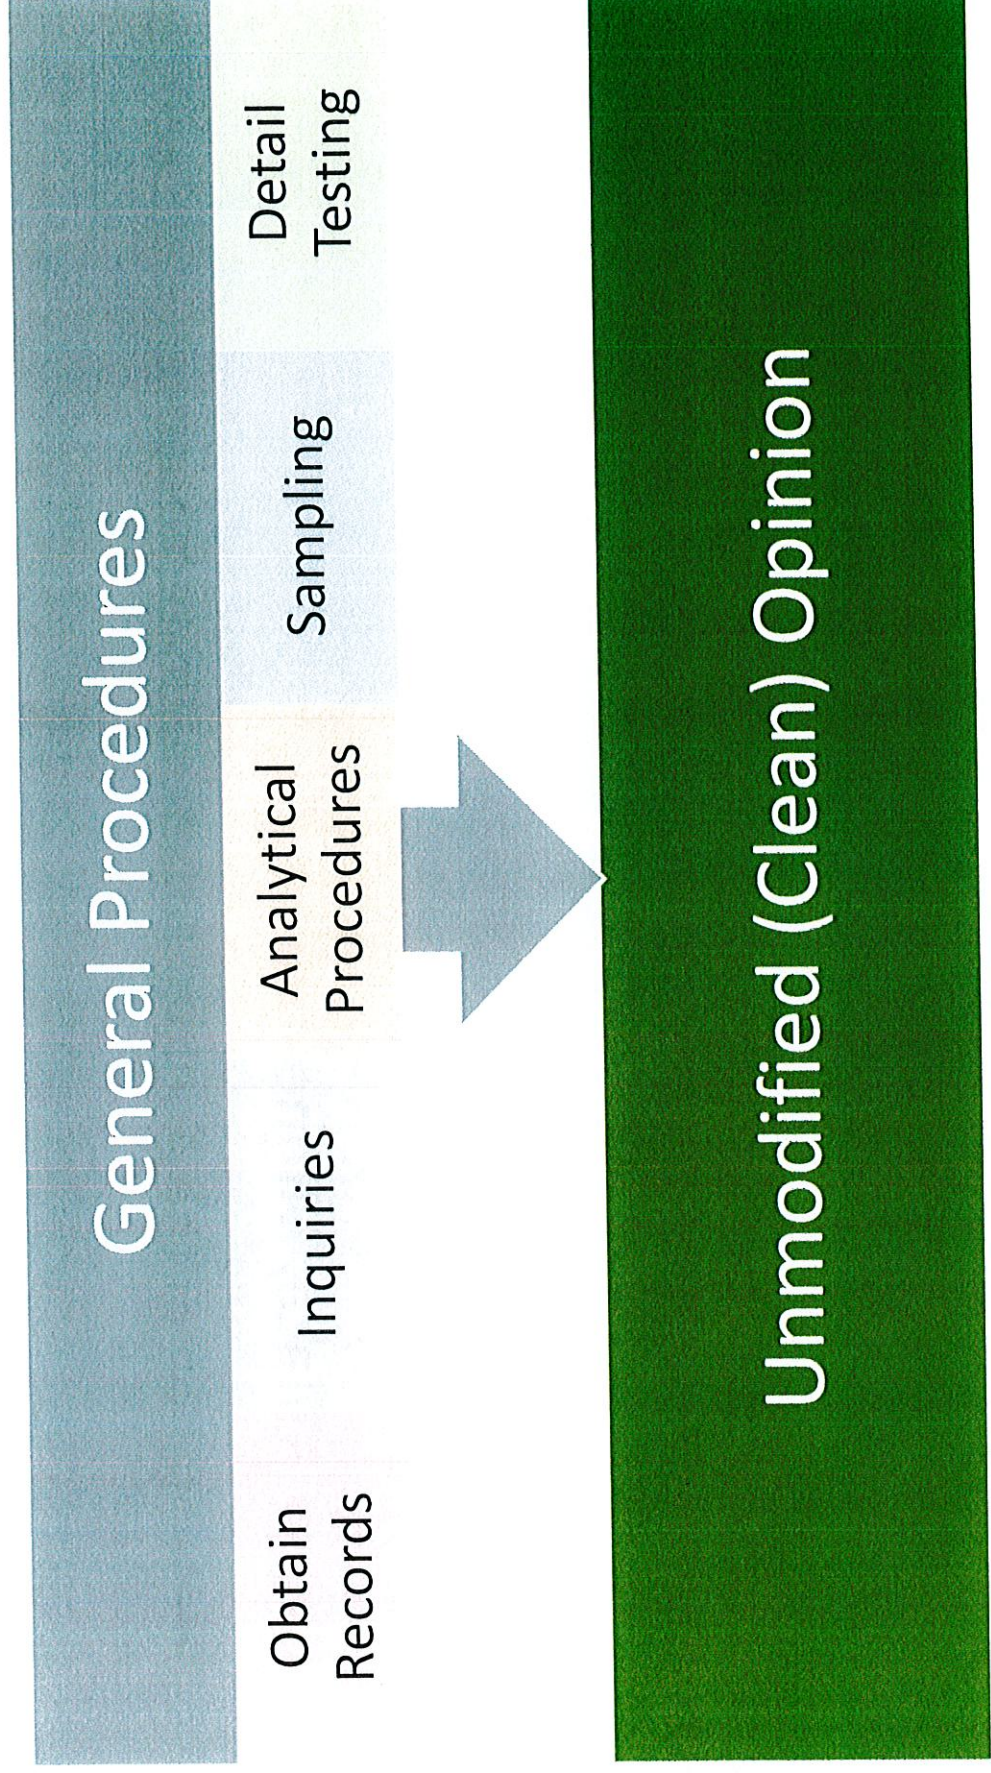 General Procedures
Obtain
Records
Inquiries
Analytical
Procedures
Sampling
Detail
Testing
Unmodified (Clean) Opinion